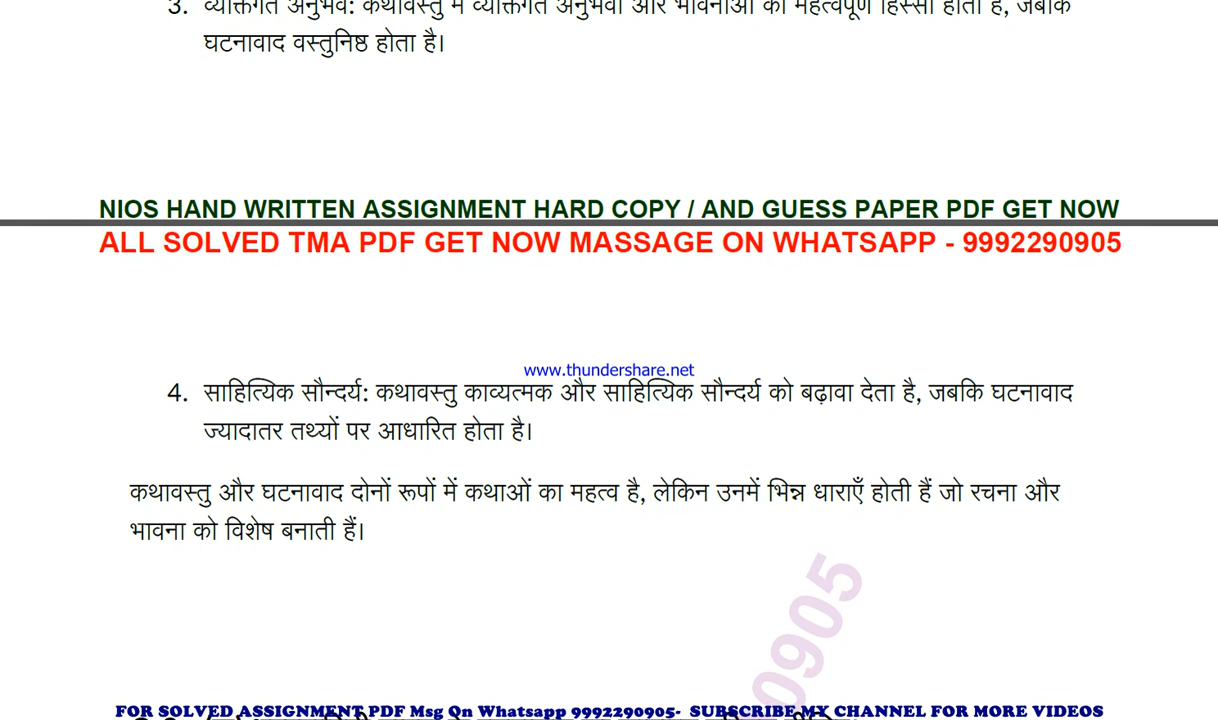 3. व्यक्तिगत अनुभव: कथावस्तु में व्यक्तिगत अनुभवों और भावनाओं का महत्वपूर्ण हिस्सा होता है, जबकि
घटनावाद वस्तुनिष्ठ होता है।
NIOS HAND WRITTEN ASSIGNMENT HARD COPY / AND GUESS PAPER PDF GET NOW
ALL SOLVED TMA PDF GET NOW MASSAGE ON WHATSAPP - 9992290905
www.thundershare.net
4. साहित्यिक सौन्दर्य: कथावस्तु काव्यत्मक और साहित्यिक सौन्दर्य को बढ़ावा देता है, जबकि घटनावाद
ज्यादातर तथ्यों पर आधारित होता है।
कथावस्तु और घटनावाद दोनों रूपों में कथाओं का महत्व है, लेकिन उनमें भिन्न धाराएँ होती हैं जो रचना और
भावना को विशेष बनाती हैं।
0905
FOR SOLVED ASSIGNMENT PDF Msg On Whatsapp 9992290905- SUBSCRIBE MY CHANNEL FOR MORE VIDEOS